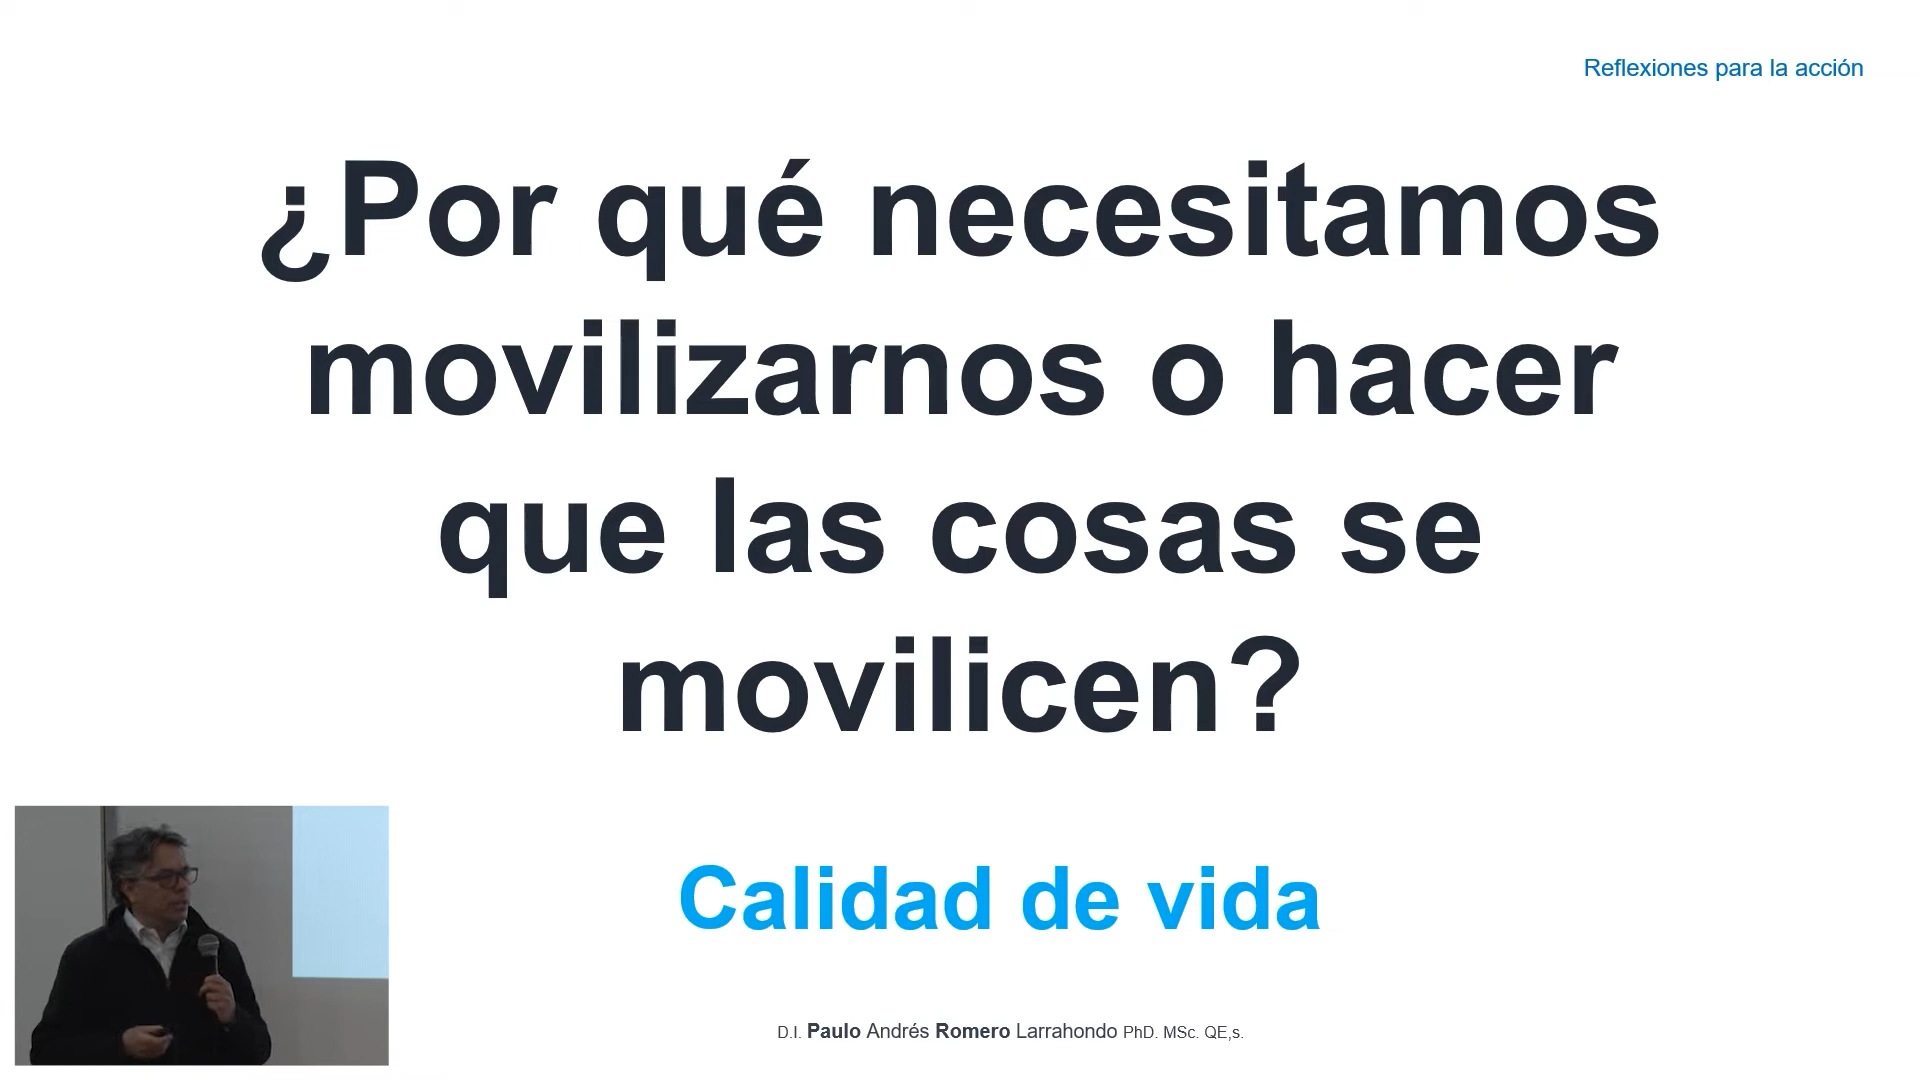 Reflexiones para la acción
¿Por qué necesitamos
movilizarnos o hacer
que las cosas se
movilicen?
Calidad de vida
D.I. Paulo Andrés Romero Larrahondo PhD. MSc. QE,s.